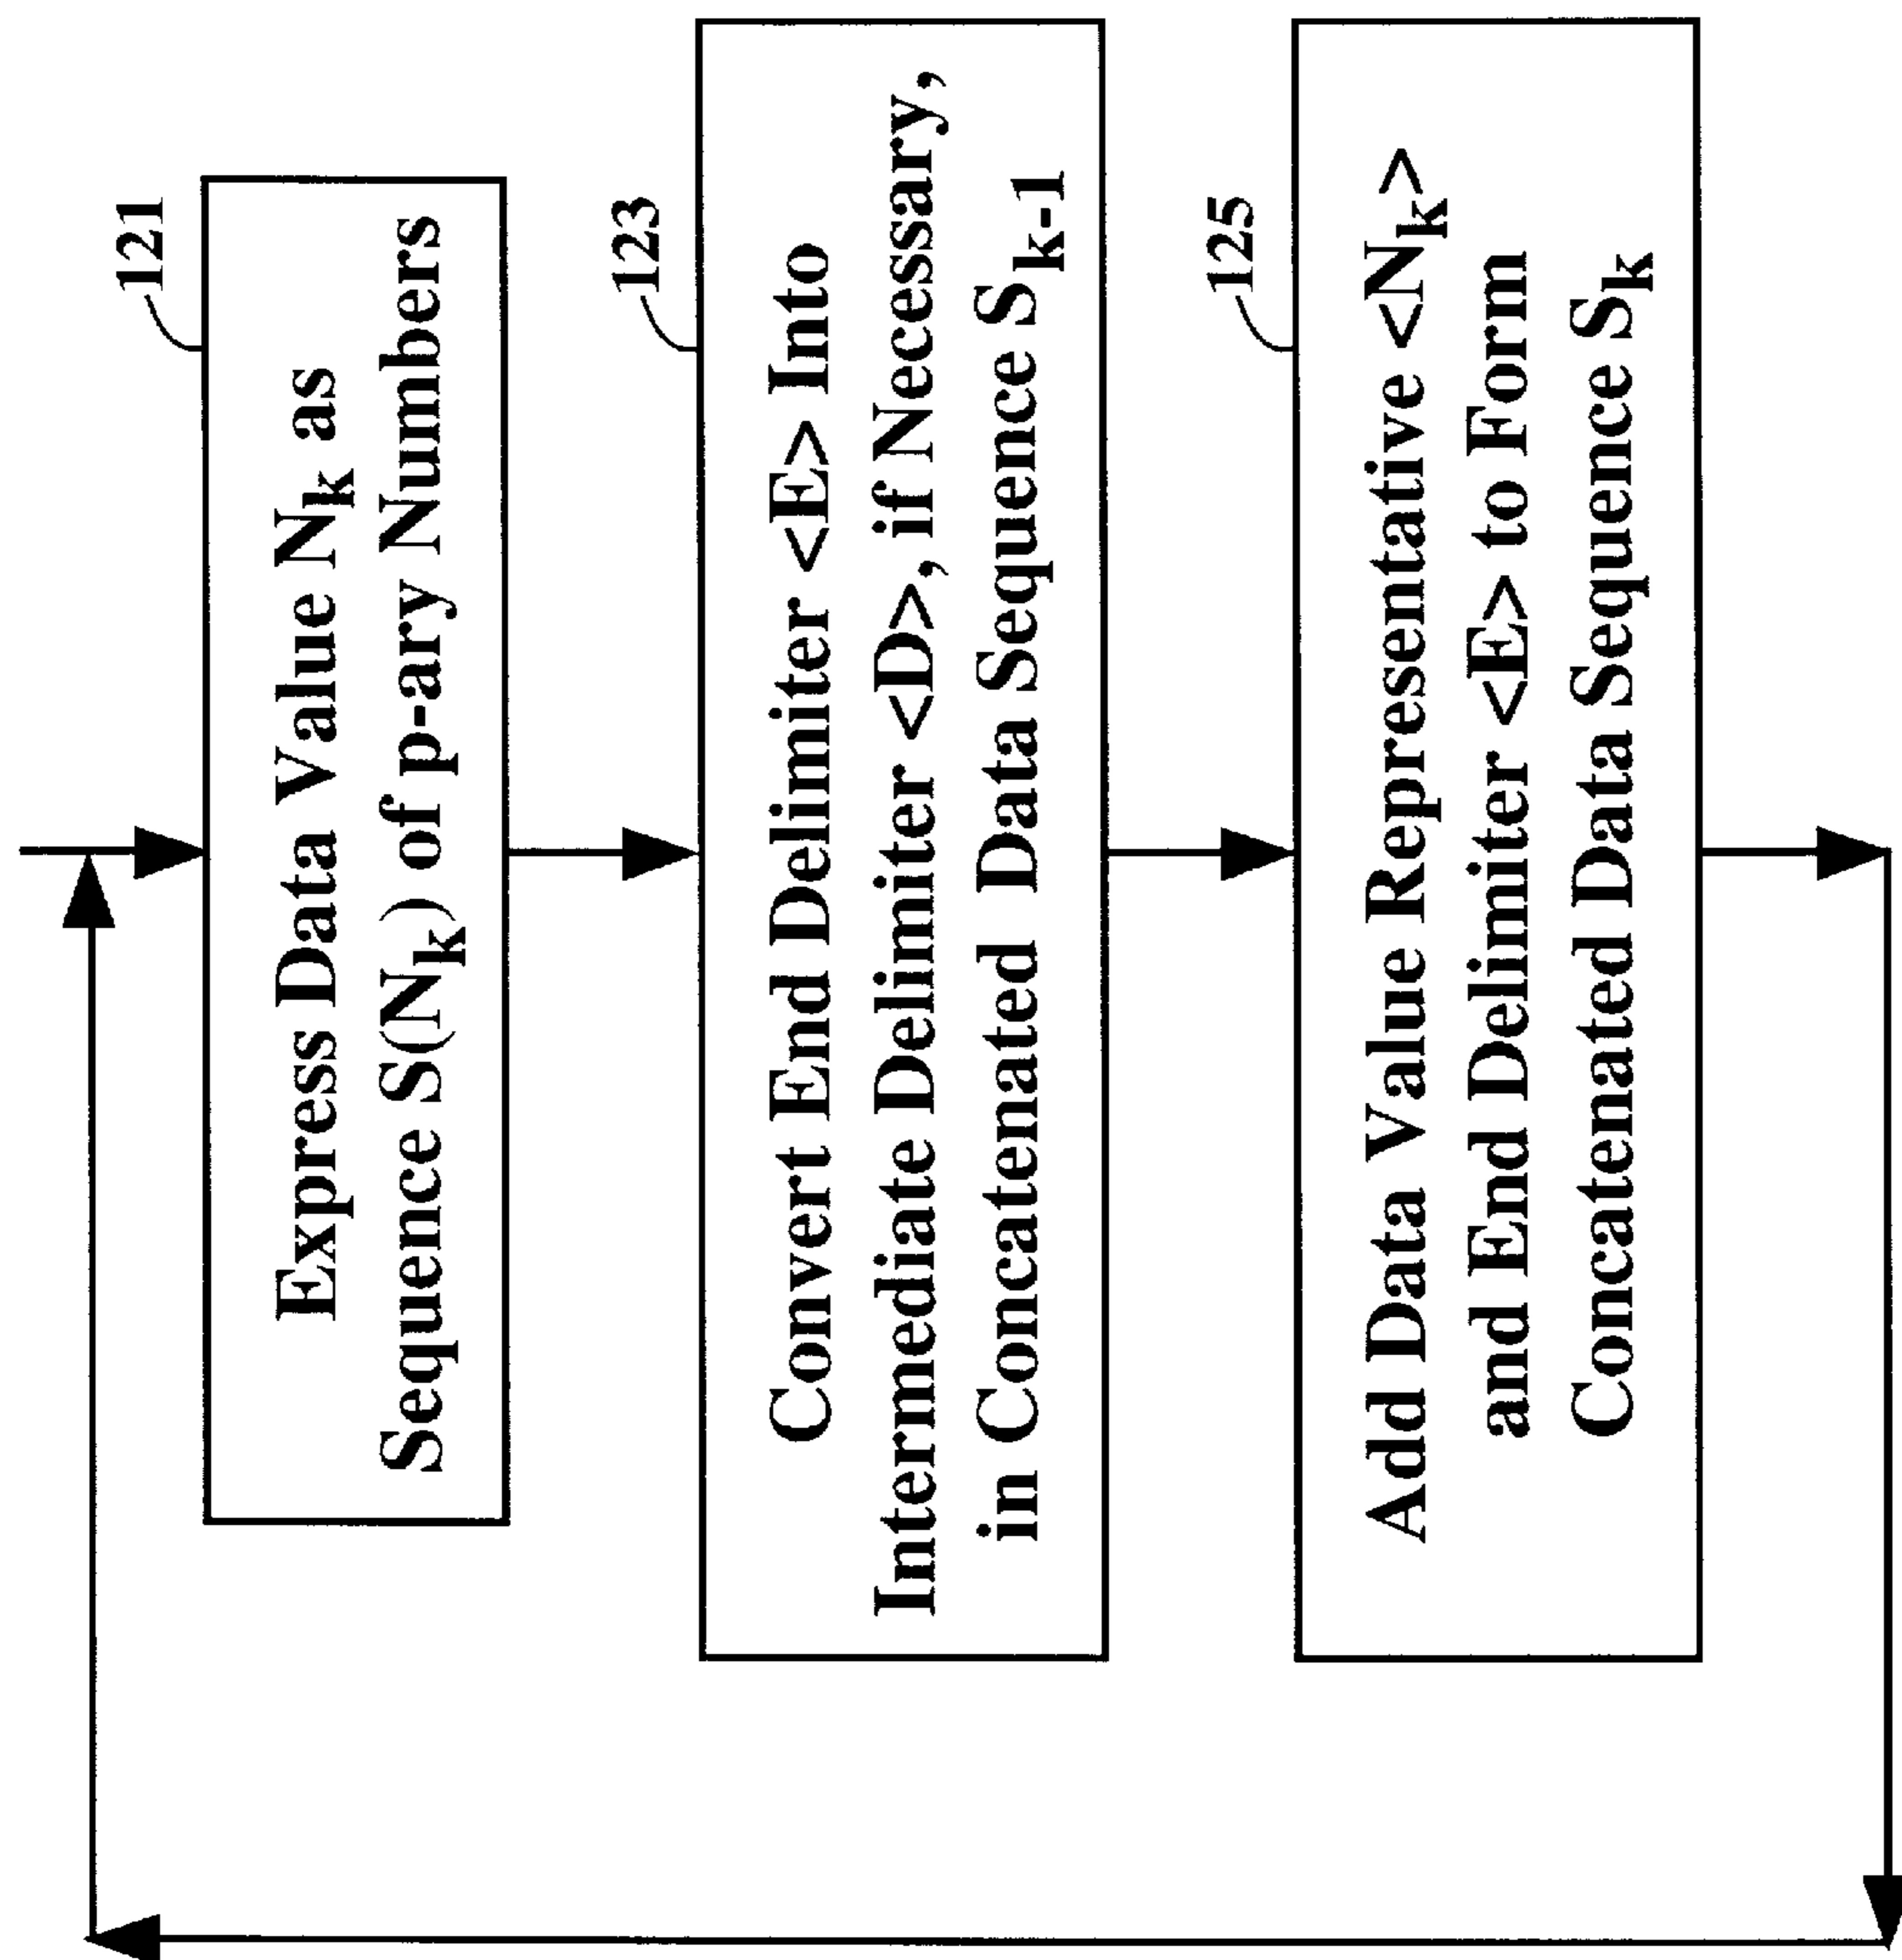 121
Express Data Value Nk as
Sequence S(Nk) of p-ary Numbers
123
Convert End Delimiter <E> Into
Intermediate Delimiter <D>, if Necessary,
in Concatenated Data Sequence Sk-1
125
Add Data Value Representative <Nk>
and End Delimiter <E> to Form
Concatenated Data Sequence Sk